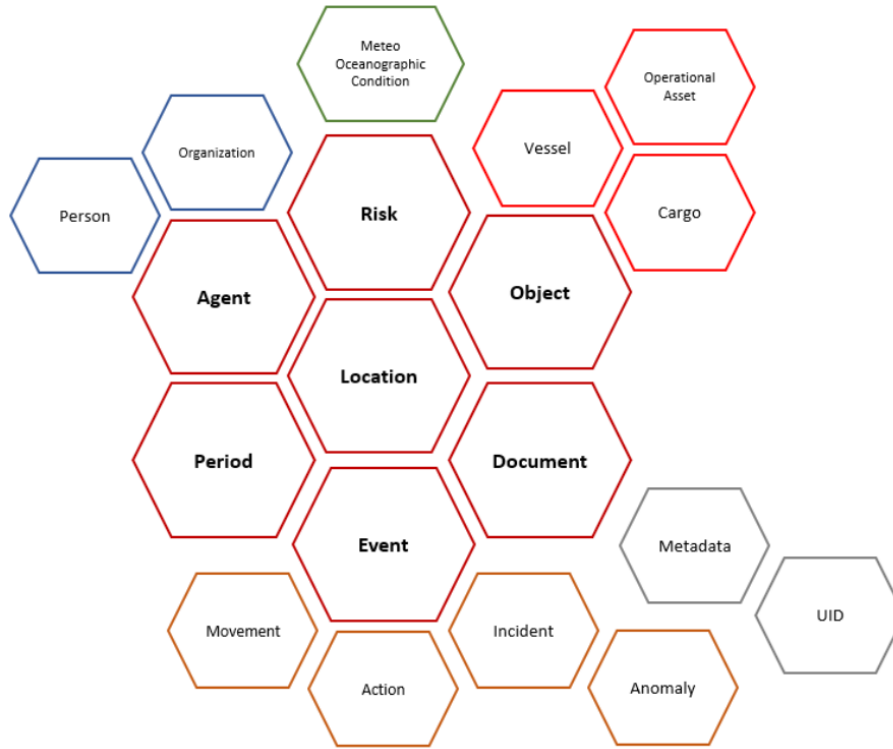 Meteo
Oceanographic
Condition
Operational
Asset
Organization
Vessel
Person
Risk
Cargo
Agent
Object
Location
Period
Document
Event
Metadata
Movement
Incident
UID
Action
Anomaly